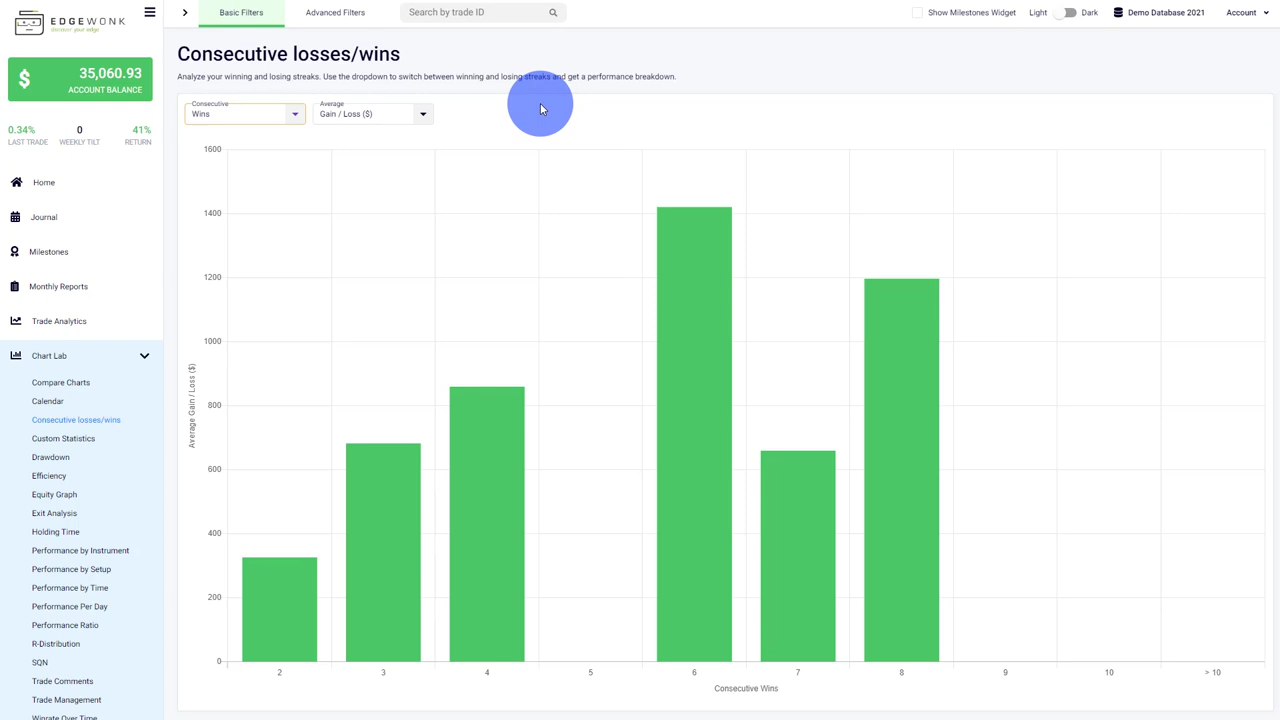 EDGEWONK
discover your edge
Basic Filters
Advanced Filters
Search by trade ID
Show Milestones Widget
Light
Dark
Demo Database 2021
Account
$
35,060.93
ACCOUNT BALANCE
0.34%
0
41%
LAST TRADE
WEEKLY TILT
RETURN
Home
Journal
Milestones
Monthly Reports
Trade Analytics
Chart Lab
Compare Charts
Calendar
Consecutive losses/wins
Custom Statistics
Drawdown
Efficiency
Equity Graph
Exit Analysis
Holding Time
Performance by Instrument
Performance by Setup
Performance by Time
Performance Per Day
Performance Ratio
R-Distribution
SQN
Trade Comments
Trade Management
Winrate Over Time
Consecutive losses/wins
Analyze your winning and losing streaks. Use the dropdown to switch between winning and losing streaks and get a performance breakdown.
Consecutive
Wins
Average
Gain / Loss ($)
1600
1400
1200
1000
800
600
400
200
0
Average Gain / Loss ($)
2
3
4
5
6
7
8
9
10
> 10
Consecutive Wins